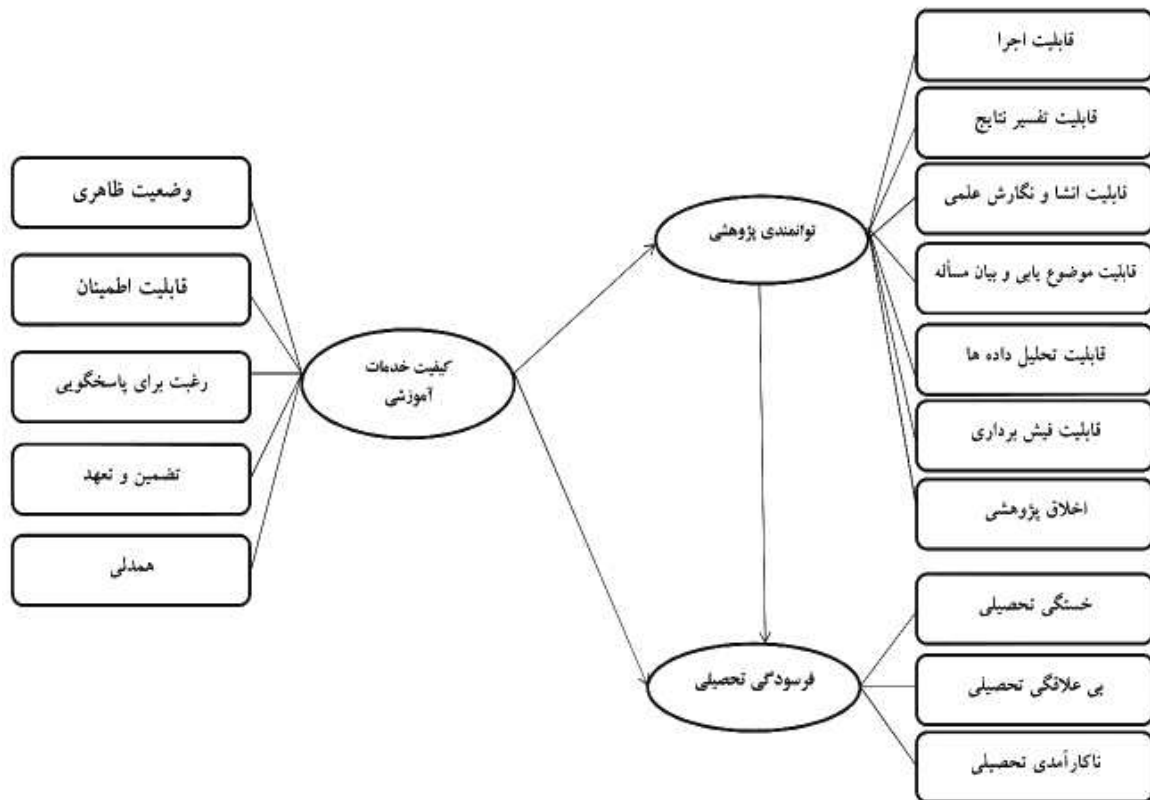 قابلیت اجرا
قابلیت تفسیر نتایج
قابلیت انشا و نگارش علمی
قابلیت موضوع یابی و بیان مسأله
قابلیت تحلیل داده ها
قابلیت فیش برداری
اخلاق پژوهشی
خستگی تحصیلی
بی علاقگی تحصیلی
ناکارآمدی تحصیلی
توانمندی پژوهشی
فرسودگی تحصیلی
کیفیت خدمات
آموزشی
وضعیت ظاهری
قابلیت اطمینان
رغبت برای پاسخگویی
تضمین و تعهد
همدلی